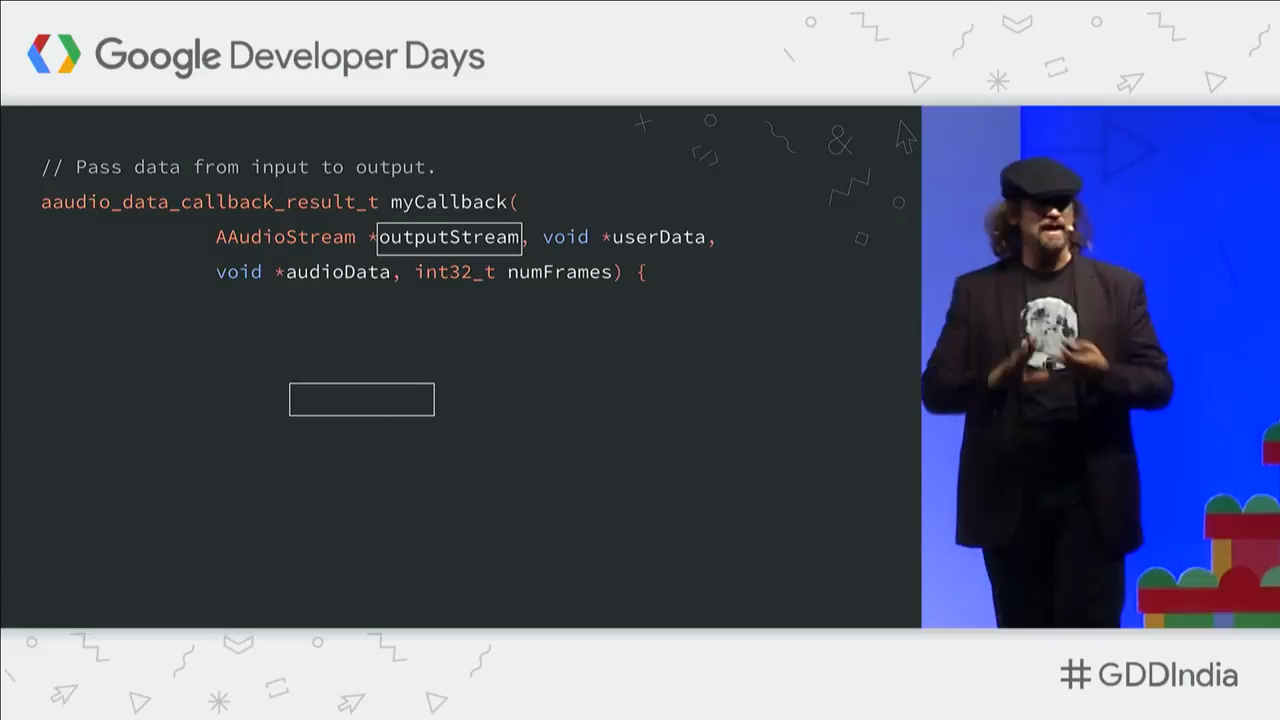 Google Developer Days
// Pass data from input to output.
aaudio_data_callback_result_t myCallback(
AAudioStream *outputStream, void *userData,
void *audioData, int32_t numFrames) {
#GDDIndia